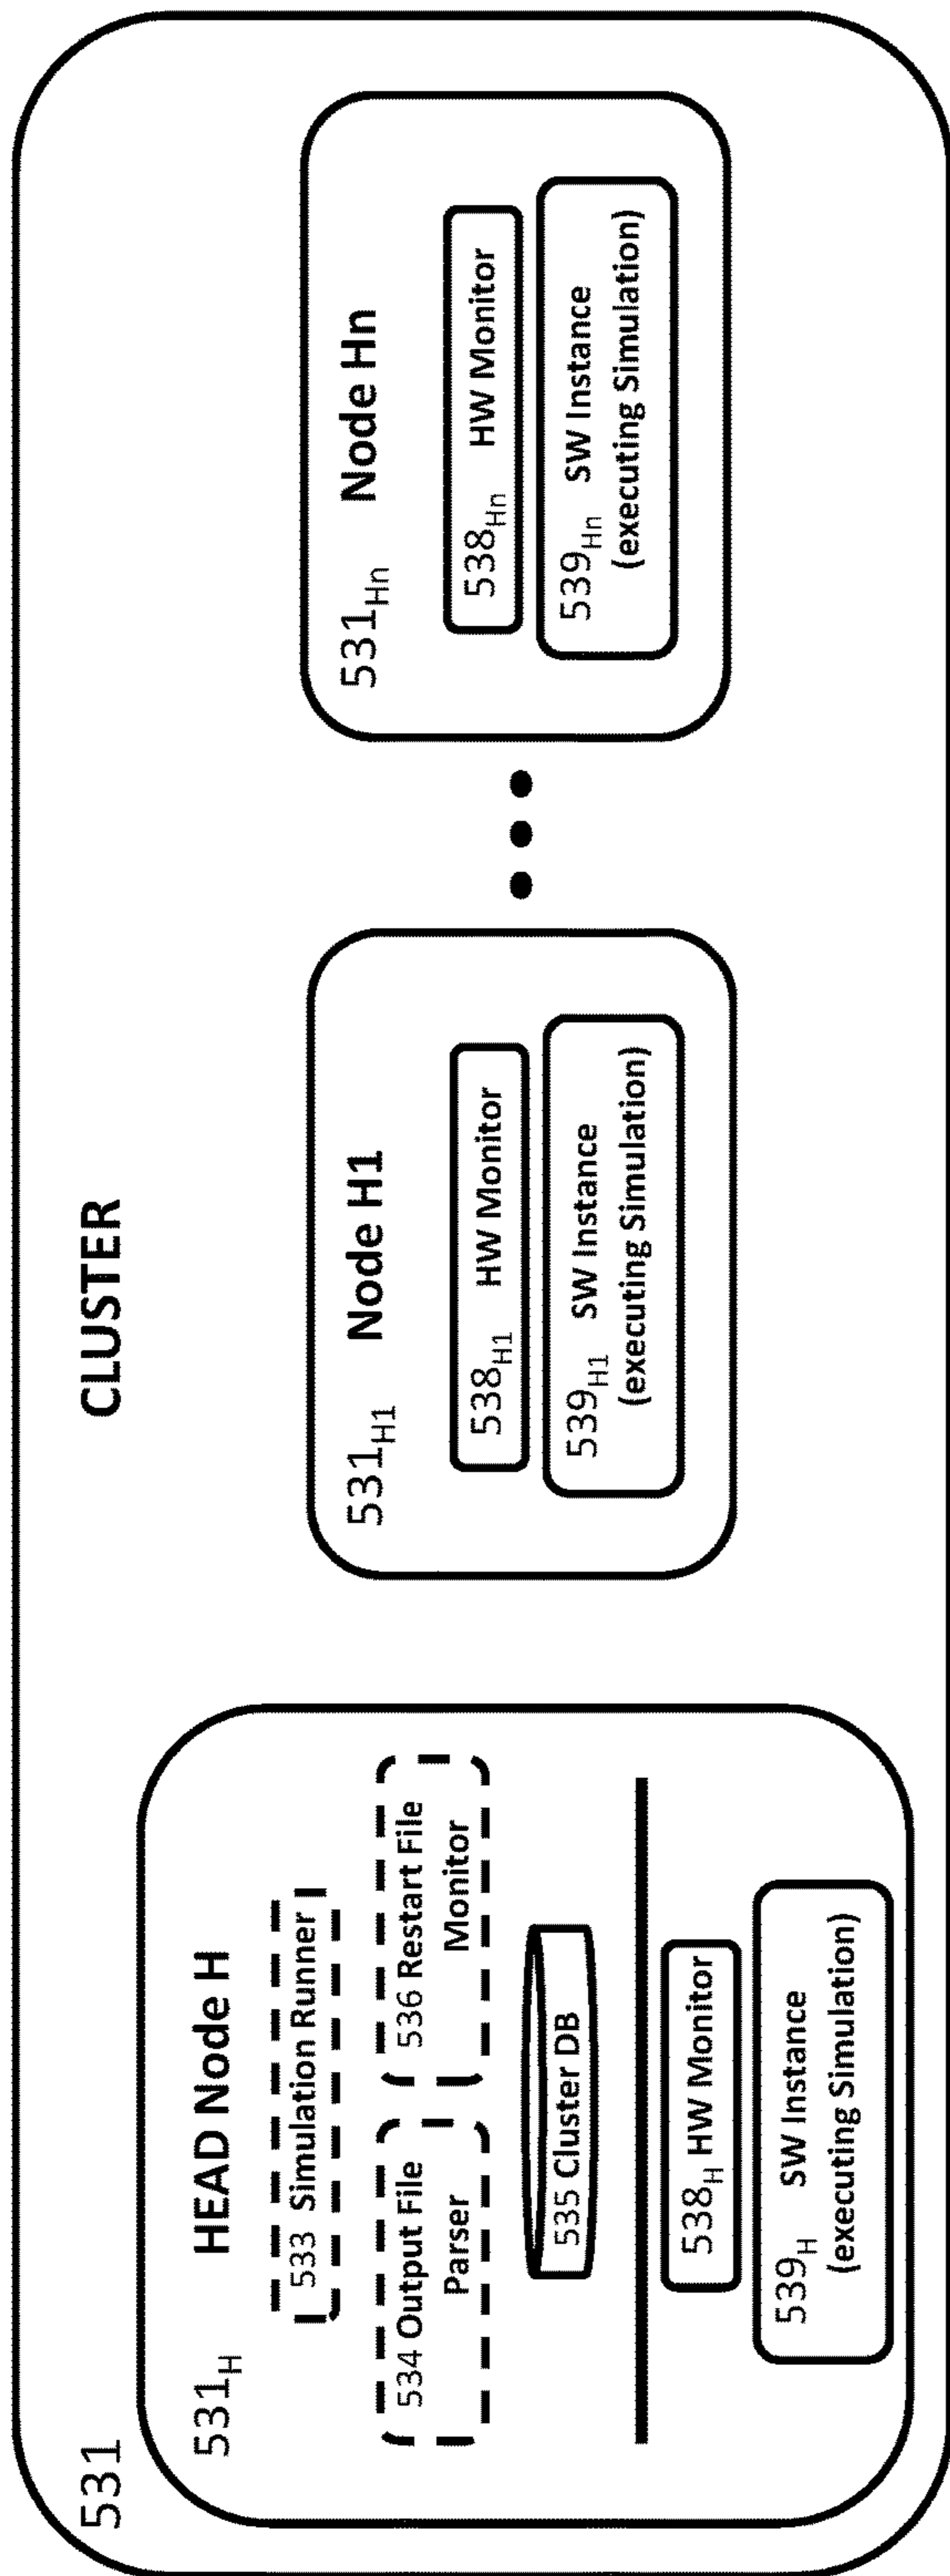 CLUSTER
531
531H HEAD Node H
533 Simulation Runner
534 Output File
Parser
536 Restart File
Monitor
535 Cluster DB
538H HW Monitor
539H SW Instance
(executing Simulation)
531H1 Node H1
538H1 HW Monitor
539H1 SW Instance
(executing Simulation)
531Hn Node Hn
538Hn HW Monitor
539Hn SW Instance
(executing Simulation)